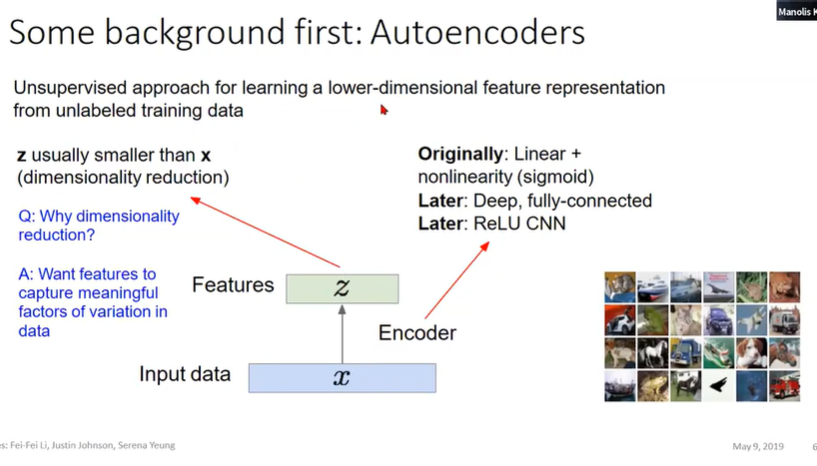 Manolis K
Some background first: Autoencoders
Unsupervised approach for learning a lower-dimensional feature representation
from unlabeled training data
z usually smaller than x
(dimensionality reduction)
Originally: Linear +
nonlinearity (sigmoid)
Later: Deep, fully-connected
Later: ReLU CNN
Q: Why dimensionality
reduction?
A: Want features to
capture meaningful
factors of variation in
data
Features
z
Encoder
Input data
x
es: Fei-Fei Li, Justin Johnson, Serena Yeung
May 9, 2019
6